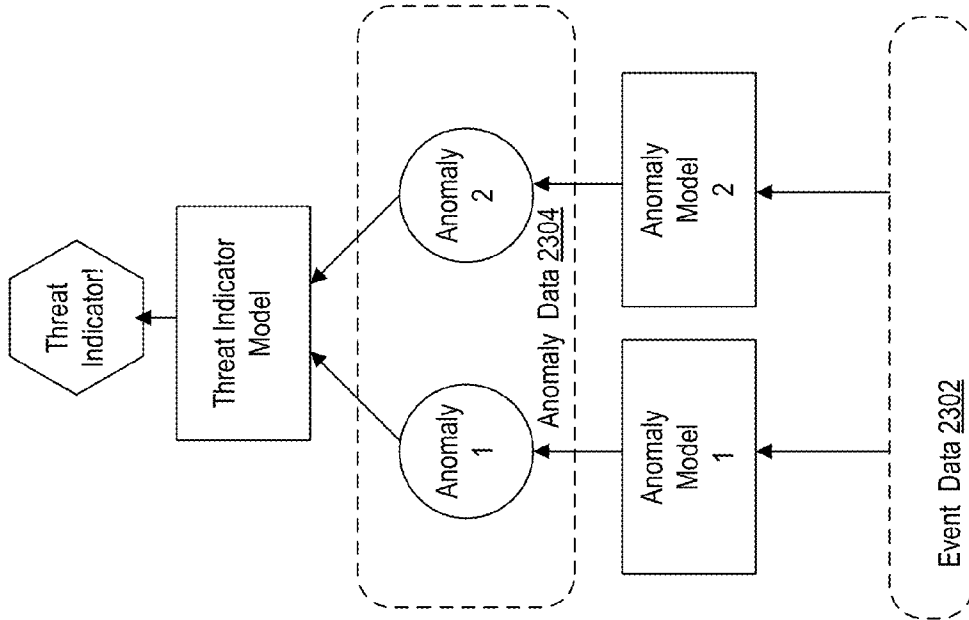 Threat
Indicator!
Threat Indicator
Model
Anomaly
1
Anomaly
2
Anomaly Data 2304
Anomaly
Model
1
Anomaly
Model
2
Event Data 2302